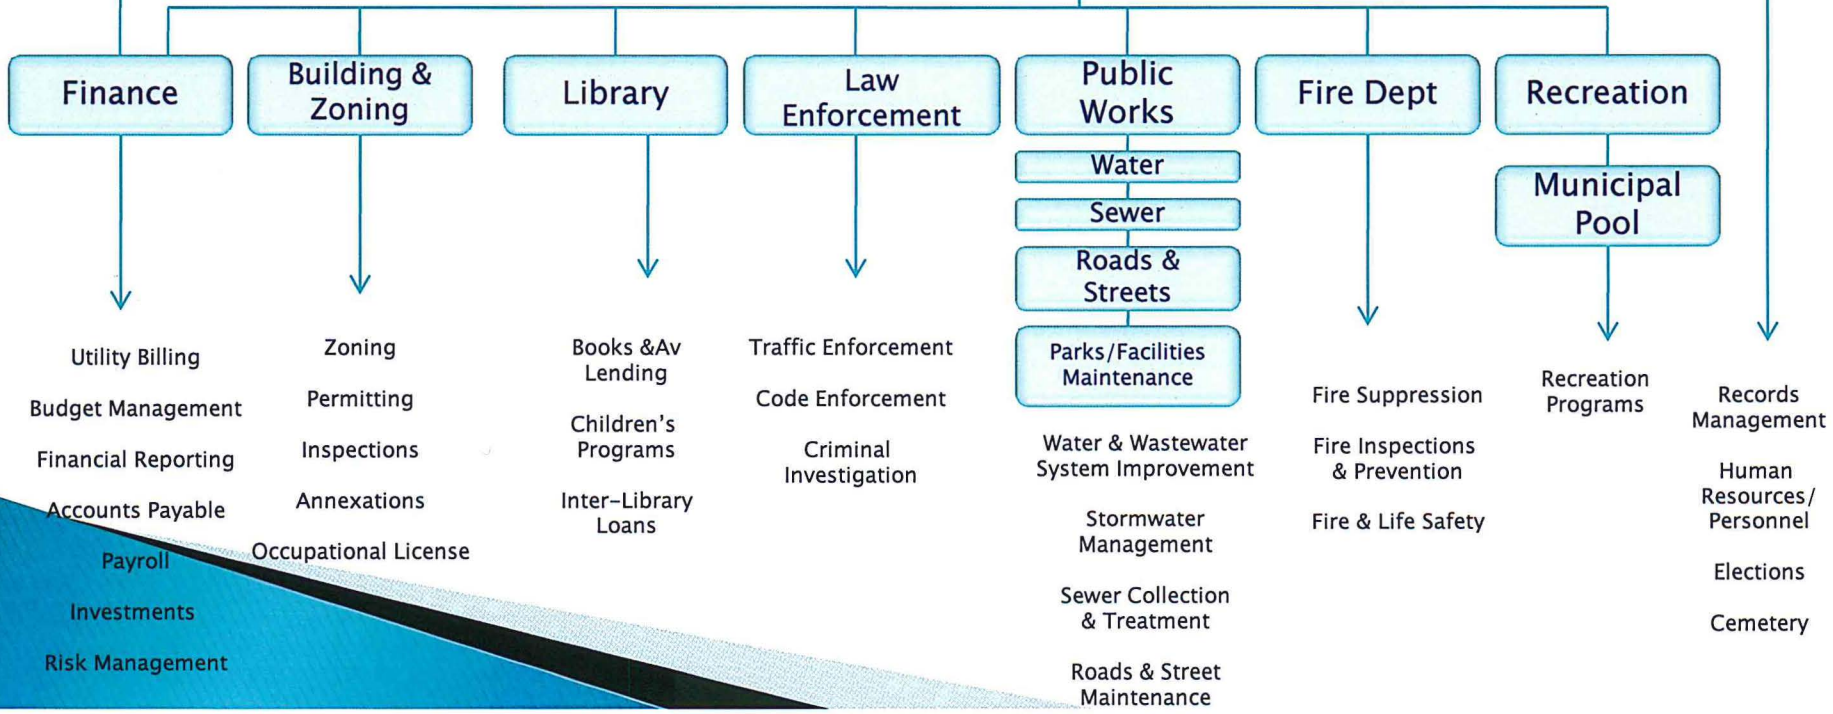 Finance
Building &
Zoning
Library
Law
Enforcement
Public
Works
Fire Dept
Recreation
Water
Sewer
Roads &
Streets
Parks/Facilities
Maintenance
Municipal
Pool
Utility Billing
Budget Management
Financial Reporting
Accounts Payable
Payroll
Investments
Risk Management
Zoning
Permitting
Inspections
Annexations
Occupational License
Books &Av
Lending
Children's
Programs
Inter-Library
Loans
Traffic Enforcement
Code Enforcement
Criminal
Investigation
Water & Wastewater
System Improvement
Stormwater
Management
Sewer Collection
& Treatment
Roads & Street
Maintenance
Fire Suppression
Fire Inspections
& Prevention
Fire & Life Safety
Recreation
Programs
Records
Management
Human
Resources/
Personnel
Elections
Cemetery